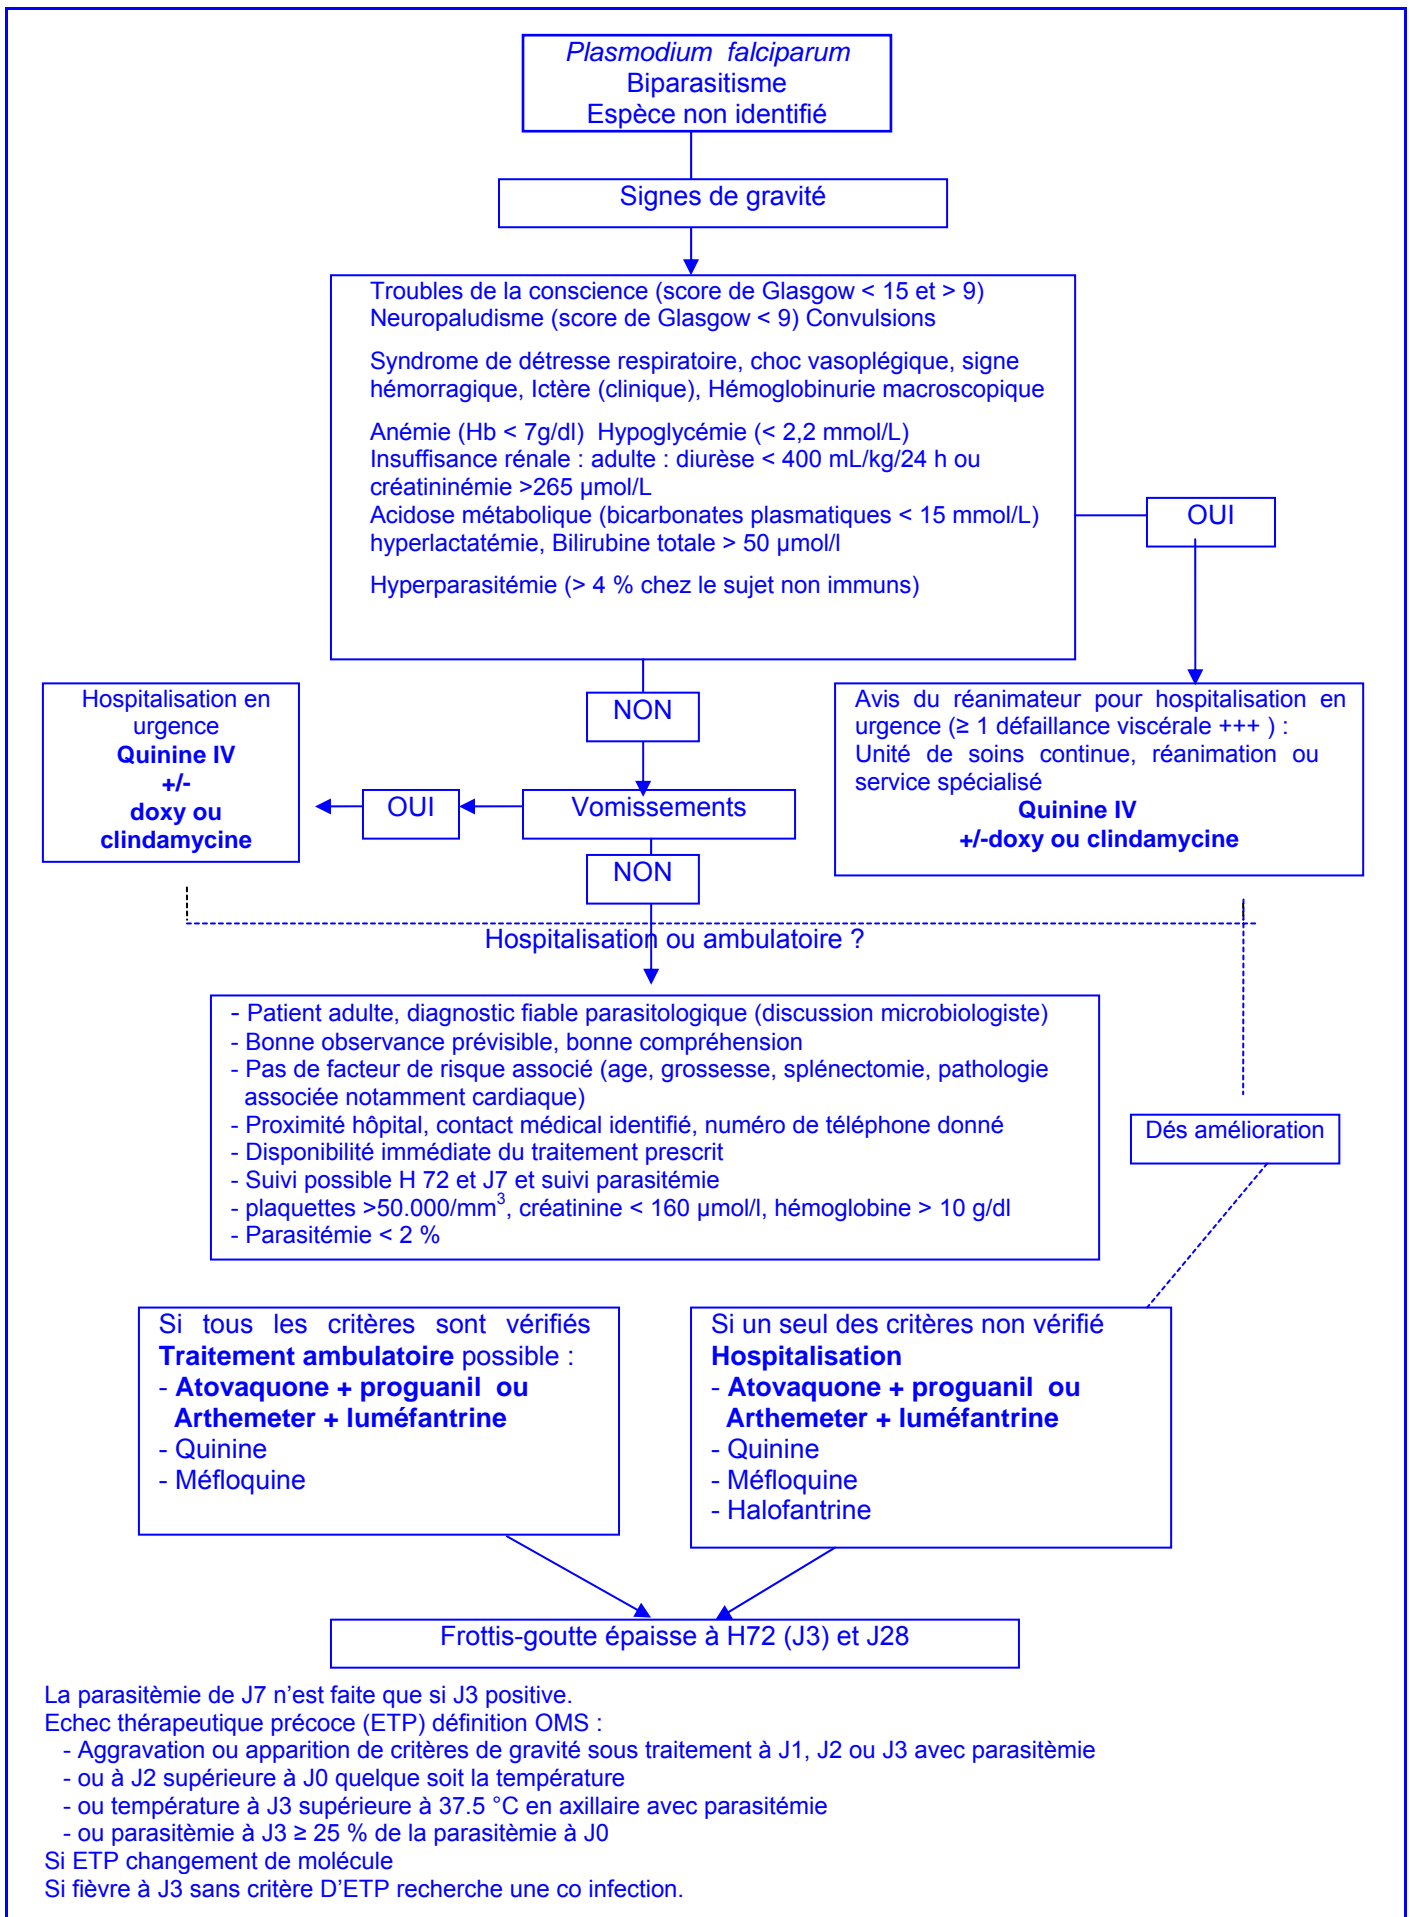 Plasmodium falciparum
Biparasitisme
Espèce non identifié
Signes de gravité
Troubles de la conscience (score de Glasgow < 15 et > 9)
Neuropaludisme (score de Glasgow < 9) Convulsions
Syndrome de détresse respiratoire, choc vasoplégique, signe
hémorragique, Ictère (clinique), Hémoglobinurie macroscopique
Anémie (Hb < 7g/dl) Hypoglycémie (< 2,2 mmol/L)
Insuffisance rénale : adulte : diurèse < 400 mL/kg/24 h ou
créatininémie >265 µmol/L
Acidose métabolique (bicarbonates plasmatiques < 15 mmol/L)
hyperlactatémie, Bilirubine totale > 50 µmol/l
Hyperparasitémie (> 4 % chez le sujet non immuns)
OUI
NON
Hospitalisation en
urgence
Quinine IV
+/-
doxy ou
clindamycine
OUI
Vomissements
NON
Avis du réanimateur pour hospitalisation en
urgence (≥ 1 défaillance viscérale +++ ) :
Unité de soins continue, réanimation ou
service spécialisé
Quinine IV
+/-doxy ou clindamycine
Hospitalisation ou ambulatoire ?
- Patient adulte, diagnostic fiable parasitologique (discussion microbiologiste)
- Bonne observance prévisible, bonne compréhension
- Pas de facteur de risque associé (age, grossesse, splénectomie, pathologie
associée notamment cardiaque)
- Proximité hôpital, contact médical identifié, numéro de téléphone donné
- Disponibilité immédiate du traitement prescrit
- Suivi possible H 72 et J7 et suivi parasitémie
- plaquettes >50.000/mm³, créatinine < 160 µmol/l, hémoglobine > 10 g/dl
- Parasitémie < 2 %
Dés amélioration
Si tous les critères sont vérifiés
Traitement ambulatoire possible :
- Atovaquone + proguanil ou
Arthemeter + luméfantrine
- Quinine
- Méfloquine
Si un seul des critères non vérifié
Hospitalisation
- Atovaquone + proguanil ou
Arthemeter + luméfantrine
- Quinine
- Méfloquine
- Halofantrine
Frottis-goutte épaisse à H72 (J3) et J28
La parasitèmie de J7 n'est faite que si J3 positive.
Echec thérapeutique précoce (ETP) définition OMS :
- Aggravation ou apparition de critères de gravité sous traitement à J1, J2 ou J3 avec parasitèmie
- ou à J2 supérieure à J0 quelque soit la température
- ou température à J3 supérieure à 37.5 °C en axillaire avec parasitémie
- ou parasitèmie à J3 ≥ 25 % de la parasitèmie à J0
Si ETP changement de molécule
Si fièvre à J3 sans critère D'ETP recherche une co infection.